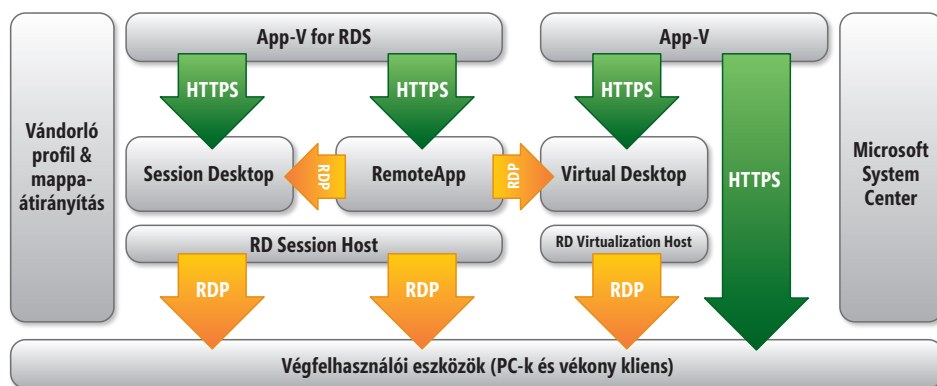 App-V for RDS
App-V
HTTPS
HTTPS
HTTPS
HTTPS
Vándorló
profil &
mappa-
átirányítás
Session Desktop
RDP
RemoteApp
RDP
Virtual Desktop
Microsoft
System
Center
RD Session Host
RD Virtualization Host
RDP
RDP
RDP
Végfelhasználói eszközök (PC-k és vékony kliens)